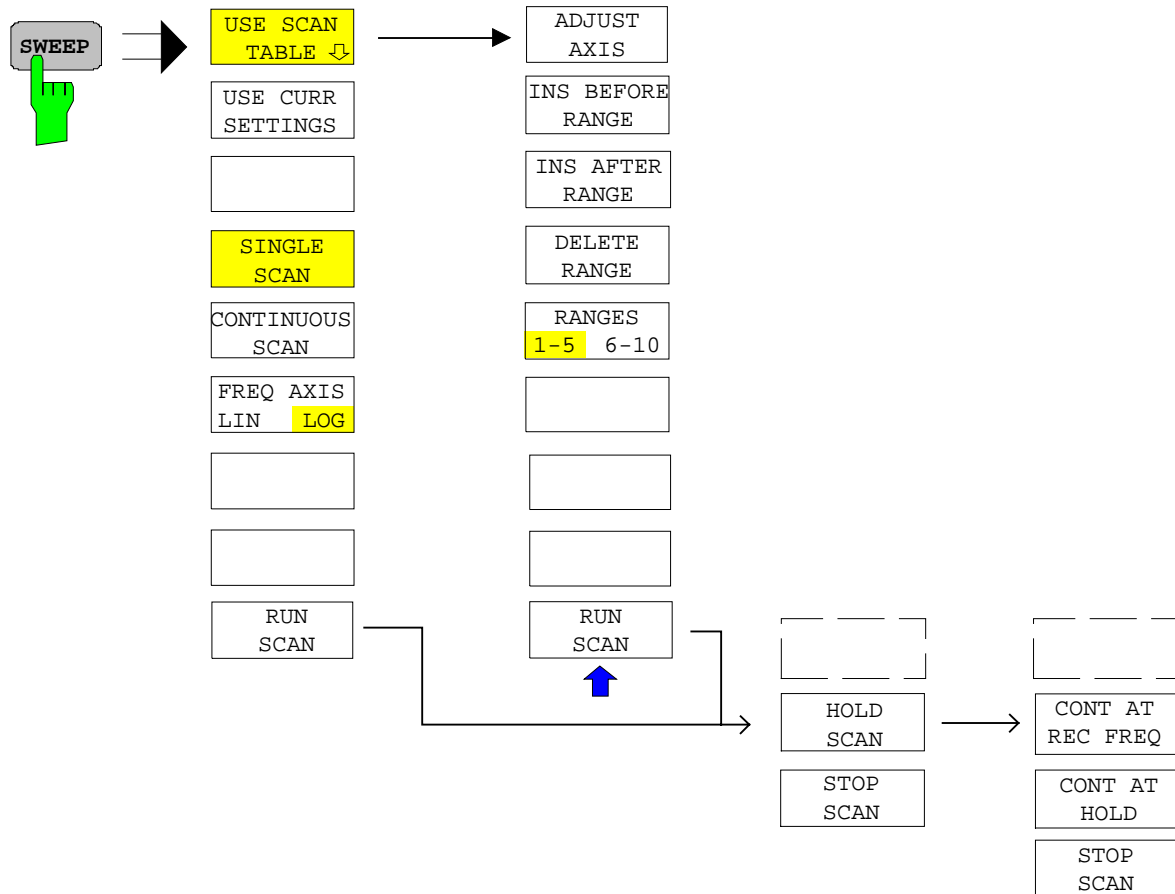 SWEEP
USE SCAN
TABLE
USE CURR
SETTINGS
SINGLE
SCAN
CONTINUOUS
SCAN
FREQ AXIS
LIN LOG
RUN
SCAN
ADJUST
AXIS
INS BEFORE
RANGE
INS AFTER
RANGE
DELETE
RANGE
RANGES
1-5 6-10
RUN
SCAN
HOLD
SCAN
STOP
SCAN
CONT AT
REC FREQ
CONT AT
HOLD
STOP
SCAN